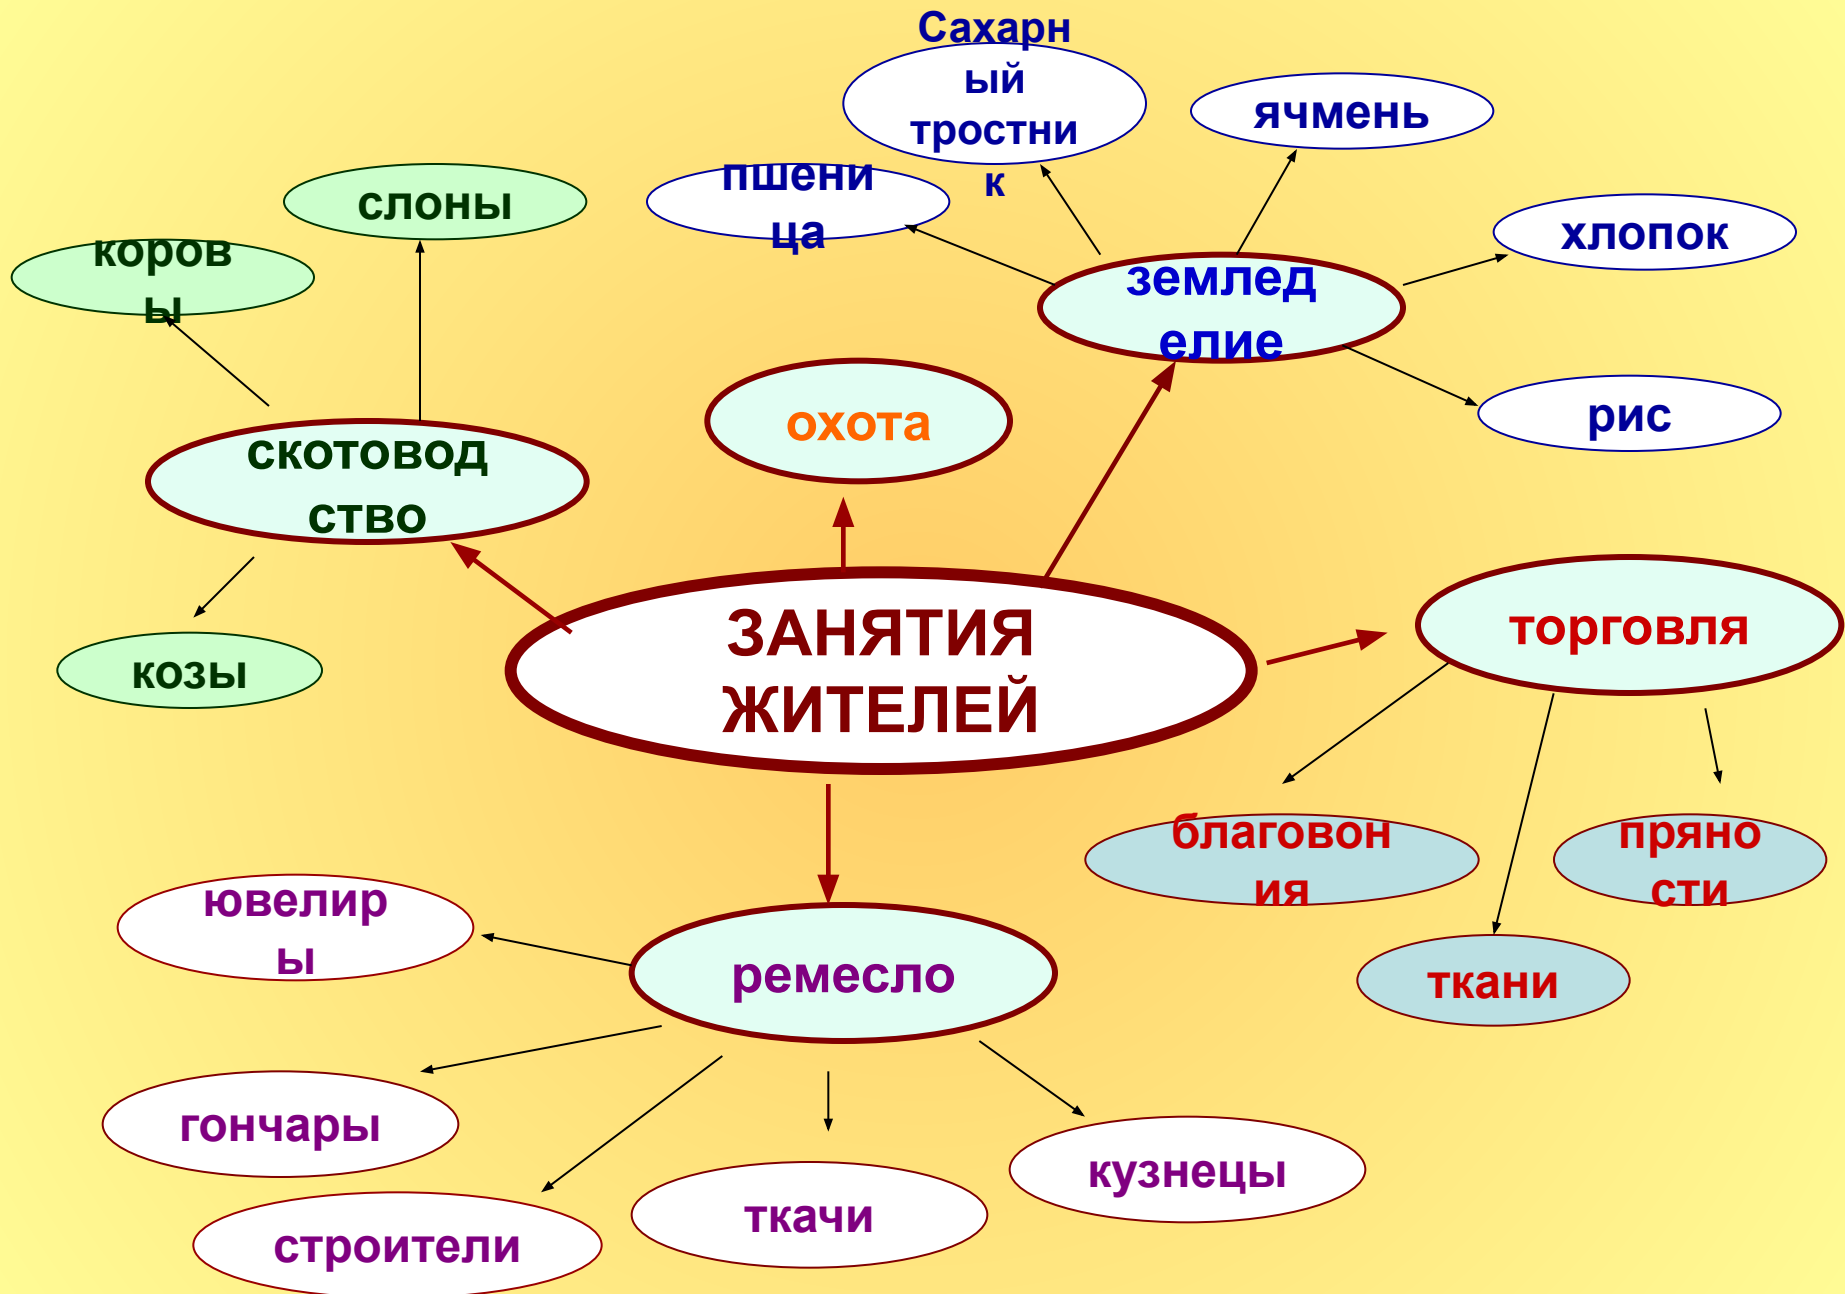 Сахарн
ый
тростни
к
ячмень
пшени
ца
слоны
коров
ы
хлопок
землед
елие
рис
охота
скотовод
ство
козы
ЗАНЯТИЯ
ЖИТЕЛЕЙ
торговля
благовон
ия
пряно
сти
ткани
ювелир
ы
ремесло
гончары
кузнецы
ткачи
строители